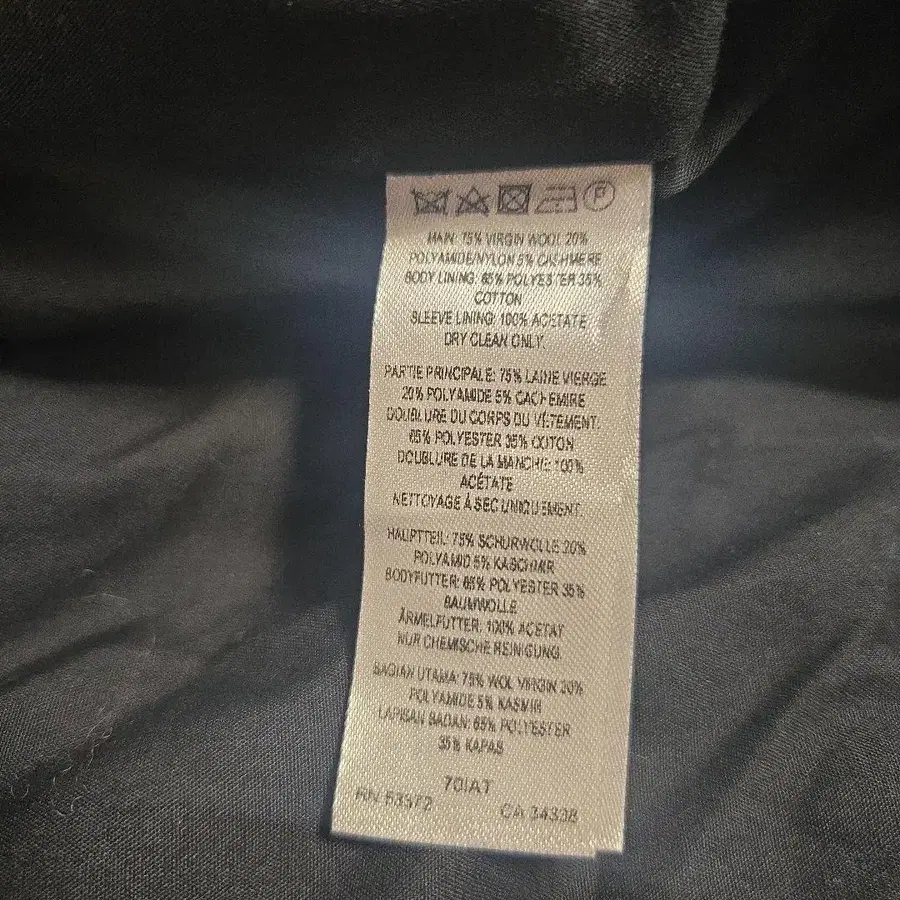 P
MAIN: 75% VIRGIN WOOL 20%
POLYAMIDE/NYLON 5% CASHMERE
BODY LINING: 65% POLYESTER 35%
COTTON
SLEEVE LINING: 100% ACETATE
DRY CLEAN ONLY.
PARTIE PRINCIPALE: 75% LAINE VIERGE
20% POLYAMIDE 5% CACHEMIRE
DOUBLURE DU CORPS DU VÊTEMENT:
65% POLYESTER 35% COTON
DOUBLURE DE LA MANCHE: 100%
ACÉTATE
NETTOYAGE À SEC UNIQUEMENT.
HAUPTTEIL: 75% SCHURWOLLE 20%
POLYAMID 5% KASCHMIR
BODYFUTTER: 65% POLYESTER 35%
BAUMWOLLE
ÄRMELFUTTER: 100% ACETAT
NUR CHEMISCHE REINIGUNG.
BAGIAN UTAMA: 75% WOL VIRGIN 20%
POLYAMIDE 5% KASMIR
LAPISAN BADAN: 65% POLYESTER
35% KAPAS
70IAT
RN 53572 CA 34338